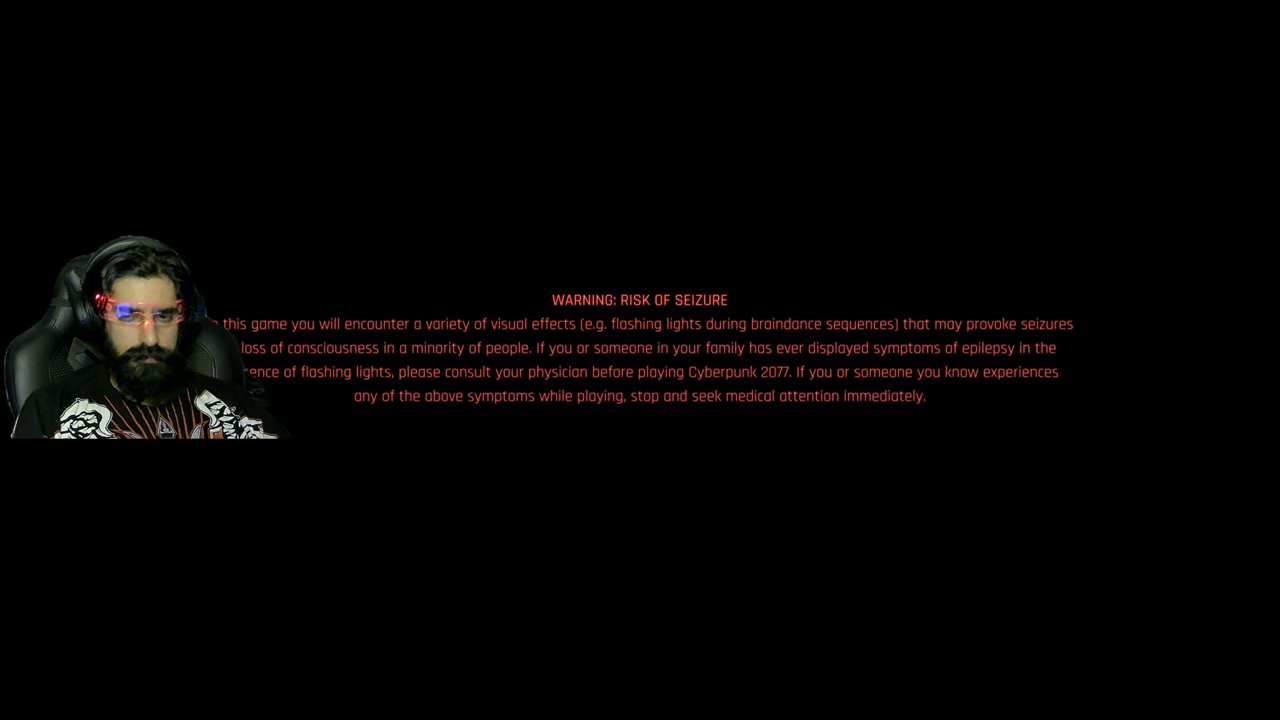 WARNING: RISK OF SEIZURE
this game you will encounter a variety of visual effects (e.g. flashing lights during braindance sequences) that may provoke seizures
loss of consciousness in a minority of people. If you or someone in your family has ever displayed symptoms of epilepsy in the
of flashing lights, please consult your physician before playing Cyberpunk 2077. If you or someone you know experiences
any of the above symptoms while playing, stop and seek medical attention immediately.